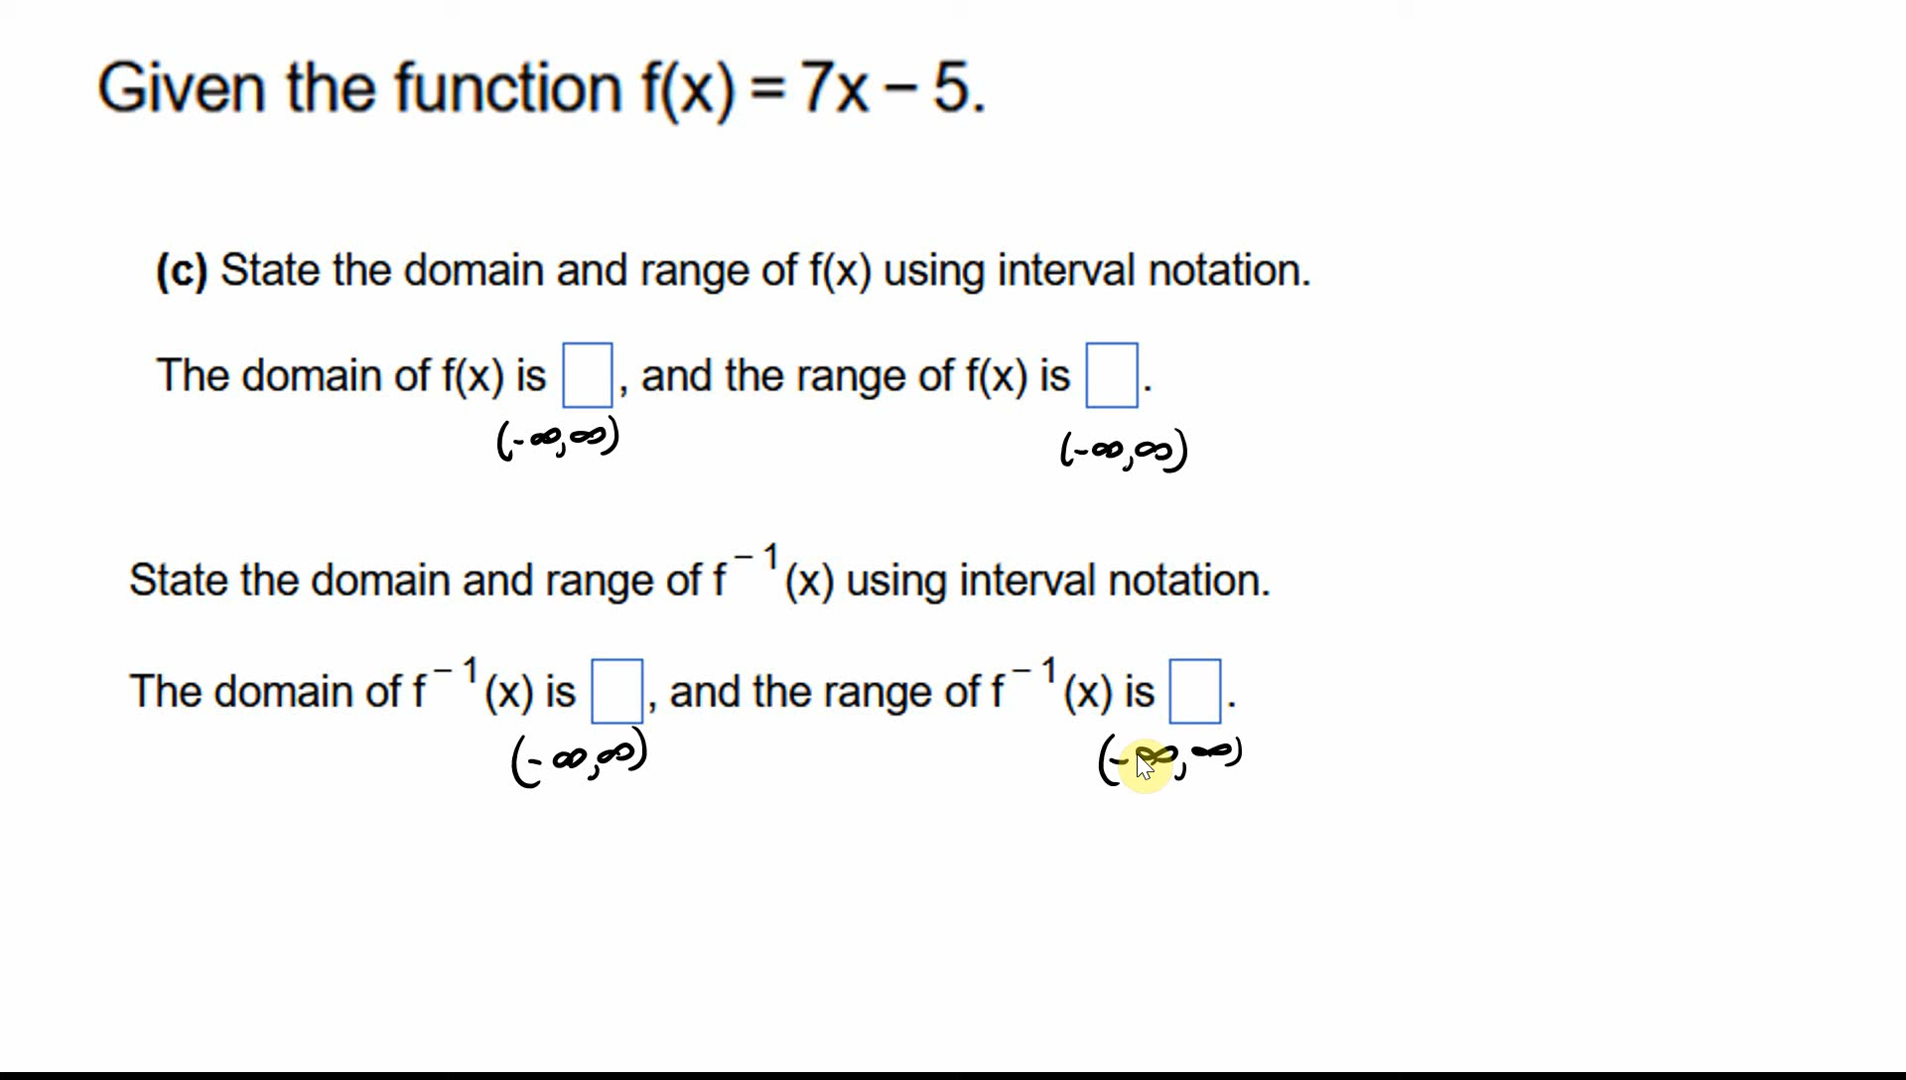 Given the function f(x) = 7x − 5.
(c) State the domain and range of f(x) using interval notation.
The domain of f(x) is □, and the range of f(x) is □.
(-∞,∞) (-∞,∞)
State the domain and range of f⁻¹(x) using interval notation.
The domain of f⁻¹(x) is □, and the range of f⁻¹(x) is □.
(-∞,∞) (-∞,∞)